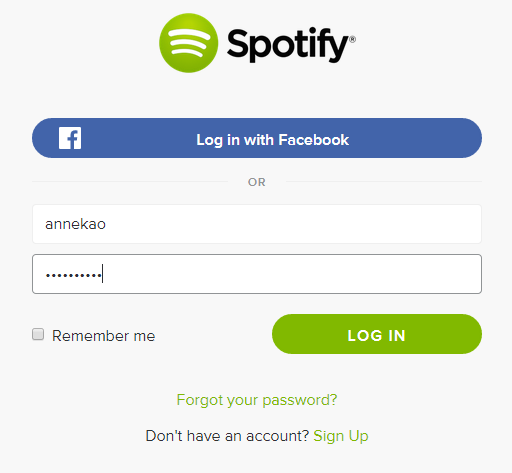 Spotify®
Log in with Facebook
OR
annekao
••••••••••
Remember me
LOG IN
Forgot your password?
Don't have an account? Sign Up